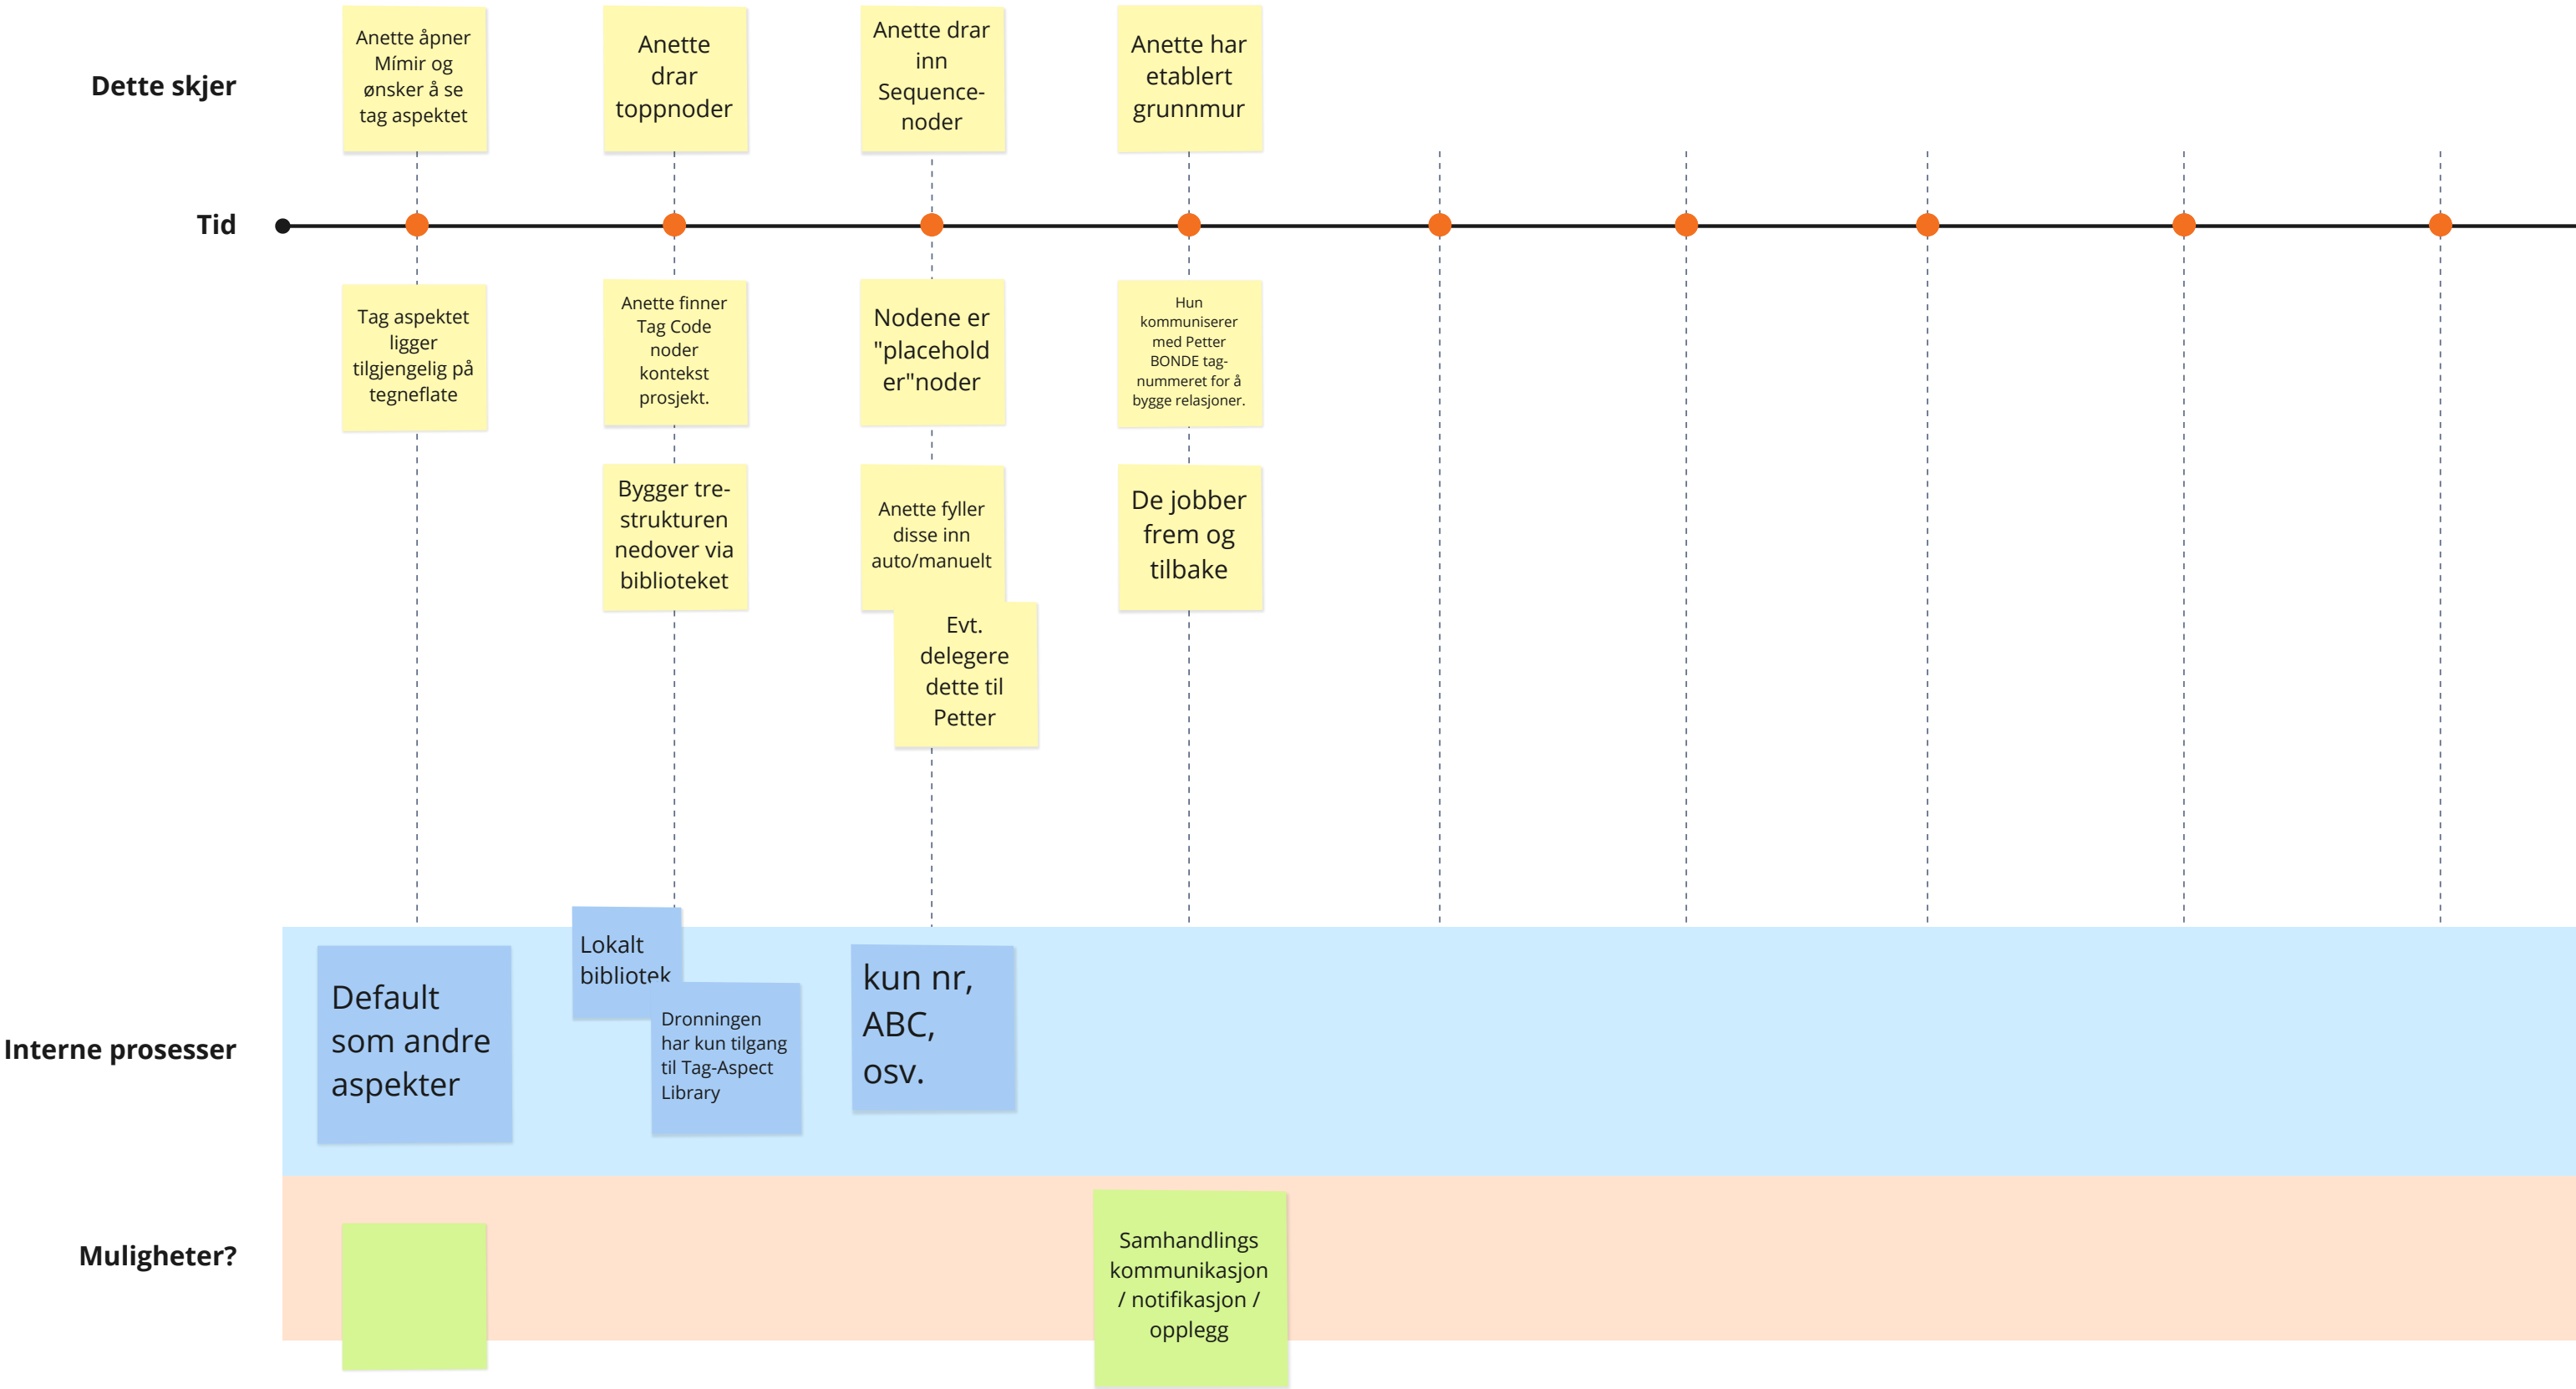 Dette skjer
Anette åpner
Mímir og
ønsker å se
tag aspektet
Anette
drar
toppnoder
Anette drar
inn
Sequence-
noder
Anette har
etablert
grunnmur
Tid
Tag aspektet
ligger
tilgjengelig på
tegneflate
Anette finner
Tag Code
noder
kontekst
prosjekt.
Nodene er
"placehold
er"noder
Hun
kommuniserer
med Petter
BONDE tag-
nummeret for å
bygge relasjoner.
Bygger tre-
strukturen
nedover via
biblioteket
Anette fyller
disse inn
auto/manuelt
De jobber
frem og
tilbake
Evt.
delegere
dette til
Petter
Interne prosesser
Default
som andre
aspekter
Lokalt
bibliotek
Dronningen
har kun tilgang
til Tag-Aspect
Library
kun nr,
ABC,
osv.
Muligheter?
Samhandlings
kommunikasjon
/ notifikasjon /
opplegg